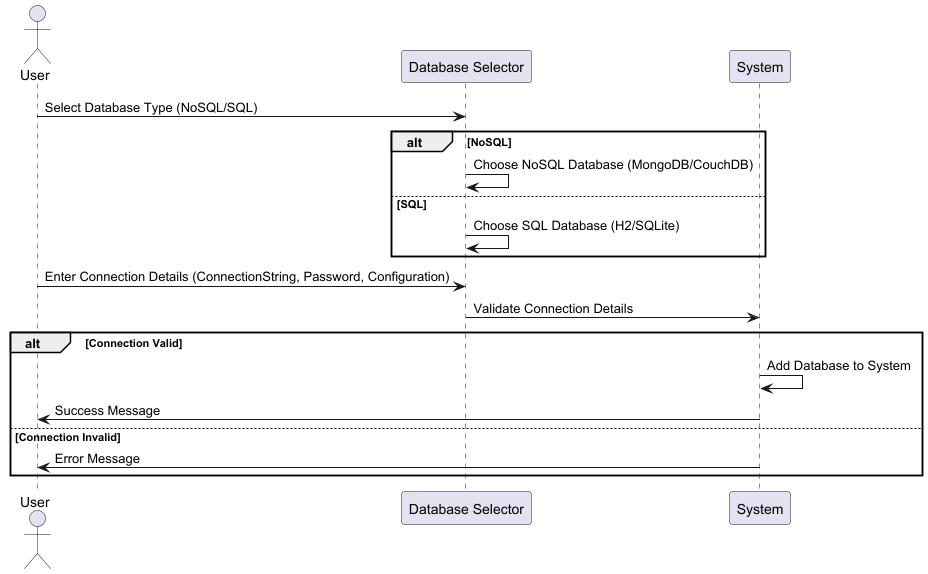 User
Database Selector
System
Select Database Type (NoSQL/SQL)
alt
[NoSQL]
Choose NoSQL Database (MongoDB/CouchDB)
[SQL]
Choose SQL Database (H2/SQLite)
Enter Connection Details (ConnectionString, Password, Configuration)
Validate Connection Details
alt
[Connection Valid]
Add Database to System
Success Message
[Connection Invalid]
Error Message
User
Database Selector
System